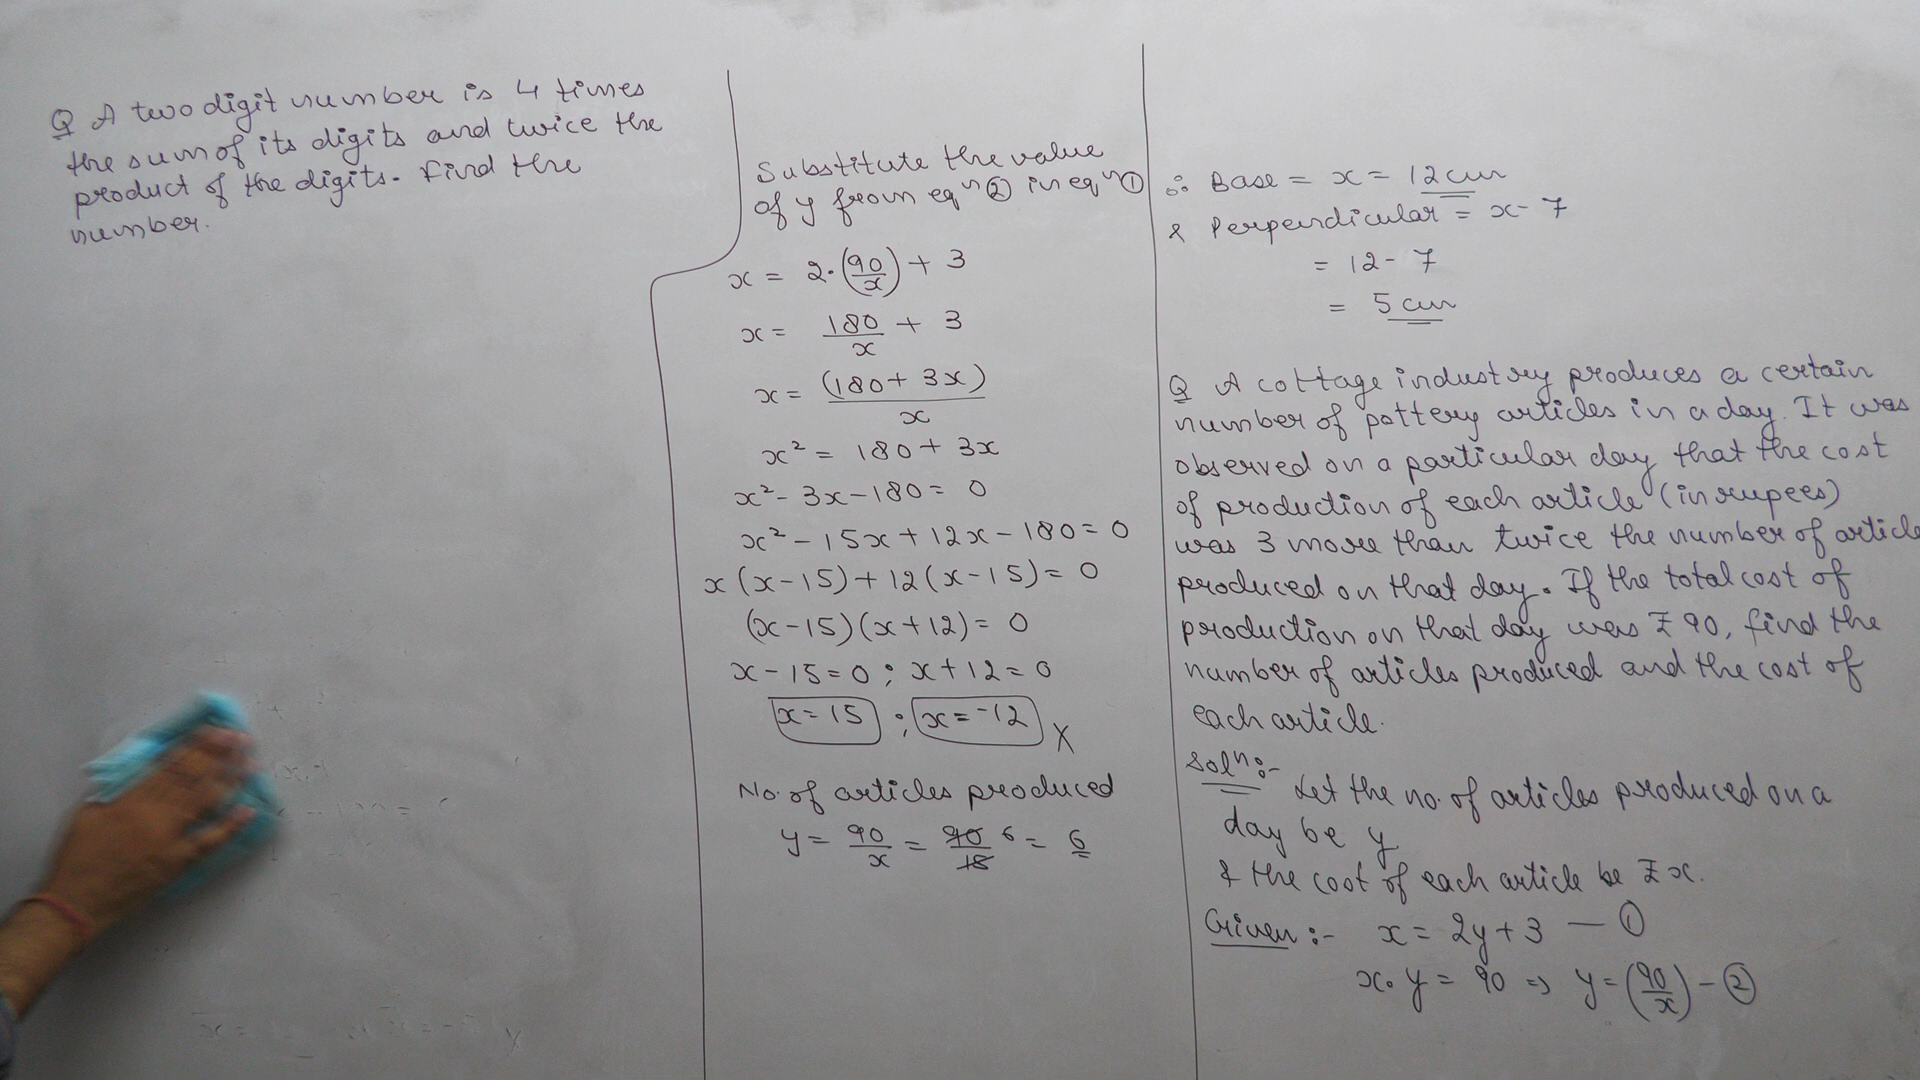 Q A two digit number is 4 times
the sum of its digits and twice the
product of the digits. Find the
number.
Substitute the value
of y from eqⁿ② in eqⁿ①
x = 2·(90/x) + 3
x = 180/x + 3
x = (180 + 3x)/x
x² = 180 + 3x
x² - 3x - 180 = 0
x² - 15x + 12x - 180 = 0
x(x-15) + 12(x-15) = 0
(x-15)(x+12) = 0
x-15=0 ; x+12=0
x=15 ; x=-12 X
No. of articles produced
y = 90/x = 90/15 6 = 6
∴ Base = x = 12cm
& Perpendicular = x-7
= 12-7
= 5cm
Q A cottage industry produces a certain
number of pottery articles in a day. It was
observed on a particular day that the cost
of production of each article (in rupees)
was 3 more than twice the number of article
produced on that day. If the total cost of
production on that day was ₹90, find the
number of articles produced and the cost of
each article.
Solⁿ:- Let the no. of articles produced on a
day be y
& the cost of each article be ₹x.
Given:- x = 2y+3 — ①
x.y = 90 ⇒ y = (90/x) - ②